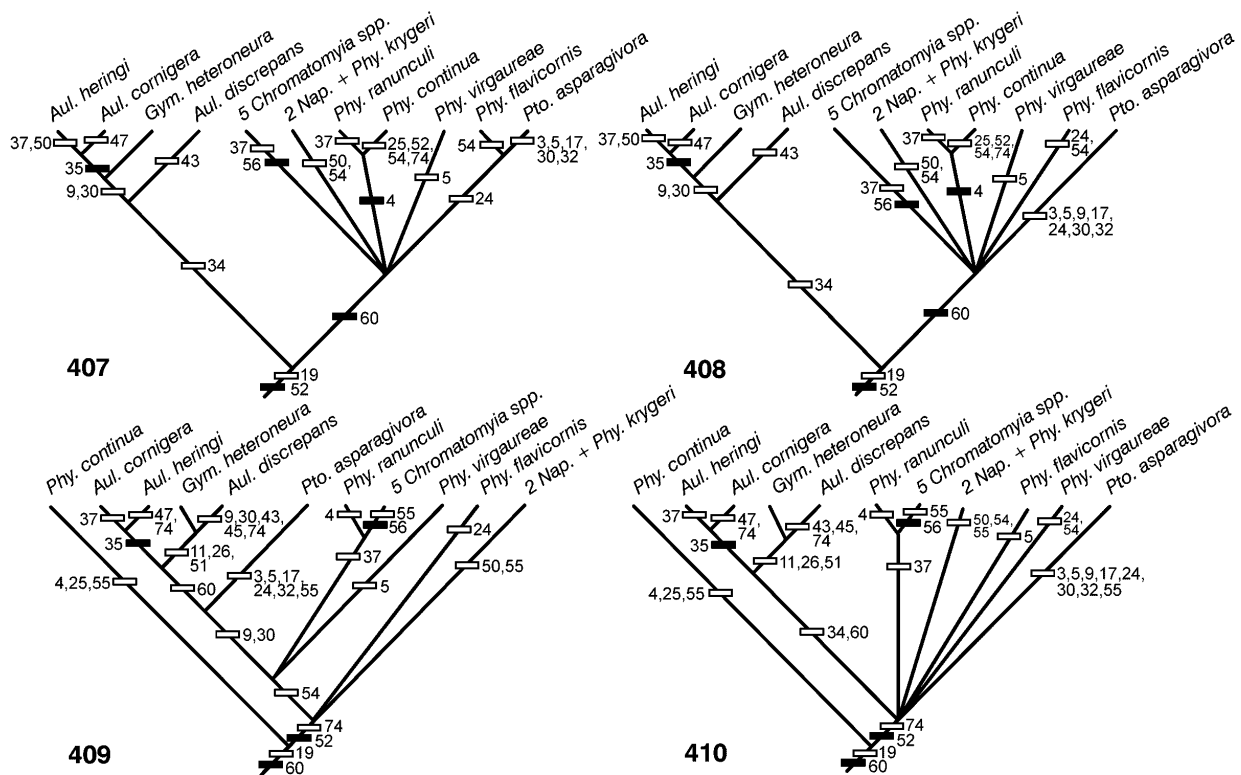 Aul. heringi
Aul. cornigera
Gym. heteroneura
Aul. discrepans
5 Chromatomyia spp.
2 Nap. + Phy. krygeri
Phy. ranunculi
Phy. continua
Phy. virgaureae
Phy. flavicornis
Pto. asparagivora
37,50
47
35
9,30
43
34
37
56
50,
54
37
25,52,
54,74
4
5
54
3,5,17,
30,32
24
60
19
52
407
Aul. heringi
Aul. cornigera
Gym. heteroneura
Aul. discrepans
5 Chromatomyia spp.
2 Nap. + Phy. krygeri
Phy. ranunculi
Phy. continua
Phy. virgaureae
Phy. flavicornis
Pto. asparagivora
37,50
47
35
9,30
43
34
37
56
50,
54
37
25,52,
54,74
4
5
24,
54
3,5,9,17,
24,30,32
60
19
52
408
Phy. continua
Aul. cornigera
Aul. heringi
Gym. heteroneura
Aul. discrepans
Pto. asparagivora
Phy. ranunculi
5 Chromatomyia spp.
Phy. virgaureae
Phy. flavicornis
2 Nap. + Phy. krygeri
37
47,
74
35
9,30,43,
45,74
11,26,
51
4,25,55
60
3,5,17,
24,32,55
9,30
4
55
56
37
5
24
50,55
54
74
52
19
60
409
Phy. continua
Aul. heringi
Aul. cornigera
Gym. heteroneura
Aul. discrepans
Phy. ranunculi
5 Chromatomyia spp.
2 Nap. + Phy. krygeri
Phy. flavicornis
Phy. virgaureae
Pto. asparagivora
37
47,
74
35
43,45,
74
11,26,51
4,25,55
34,60
4
55
56
37
50,54,
55
5
24,
54
3,5,9,17,24,
30,32,55
74
52
19
60
410